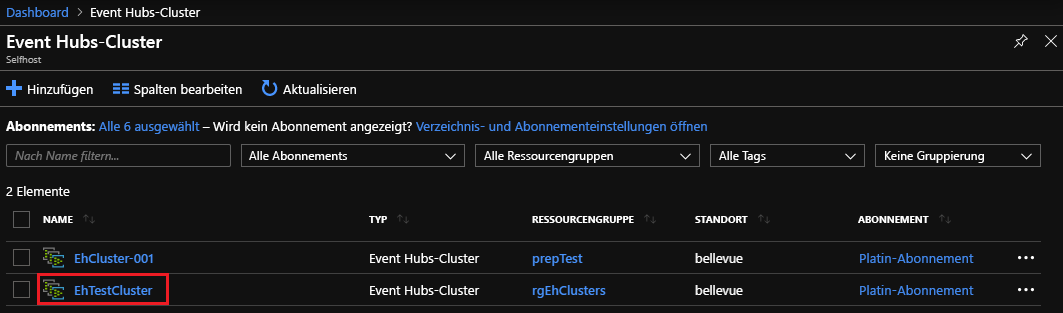 Dashboard > Event Hubs-Cluster
Event Hubs-Cluster
Selfhost
Hinzufügen Spalten bearbeiten Aktualisieren
Abonnements: Alle 6 ausgewählt – Wird kein Abonnement angezeigt? Verzeichnis- und Abonnementeinstellungen öffnen
Nach Name filtern... Alle Abonnements Alle Ressourcengruppen Alle Tags Keine Gruppierung
2 Elemente
NAME TYP RESSOURCENGRUPPE STANDORT ABONNEMENT
EhCluster-001 Event Hubs-Cluster prepTest bellevue Platin-Abonnement
EhTestCluster Event Hubs-Cluster rgEhClusters bellevue Platin-Abonnement